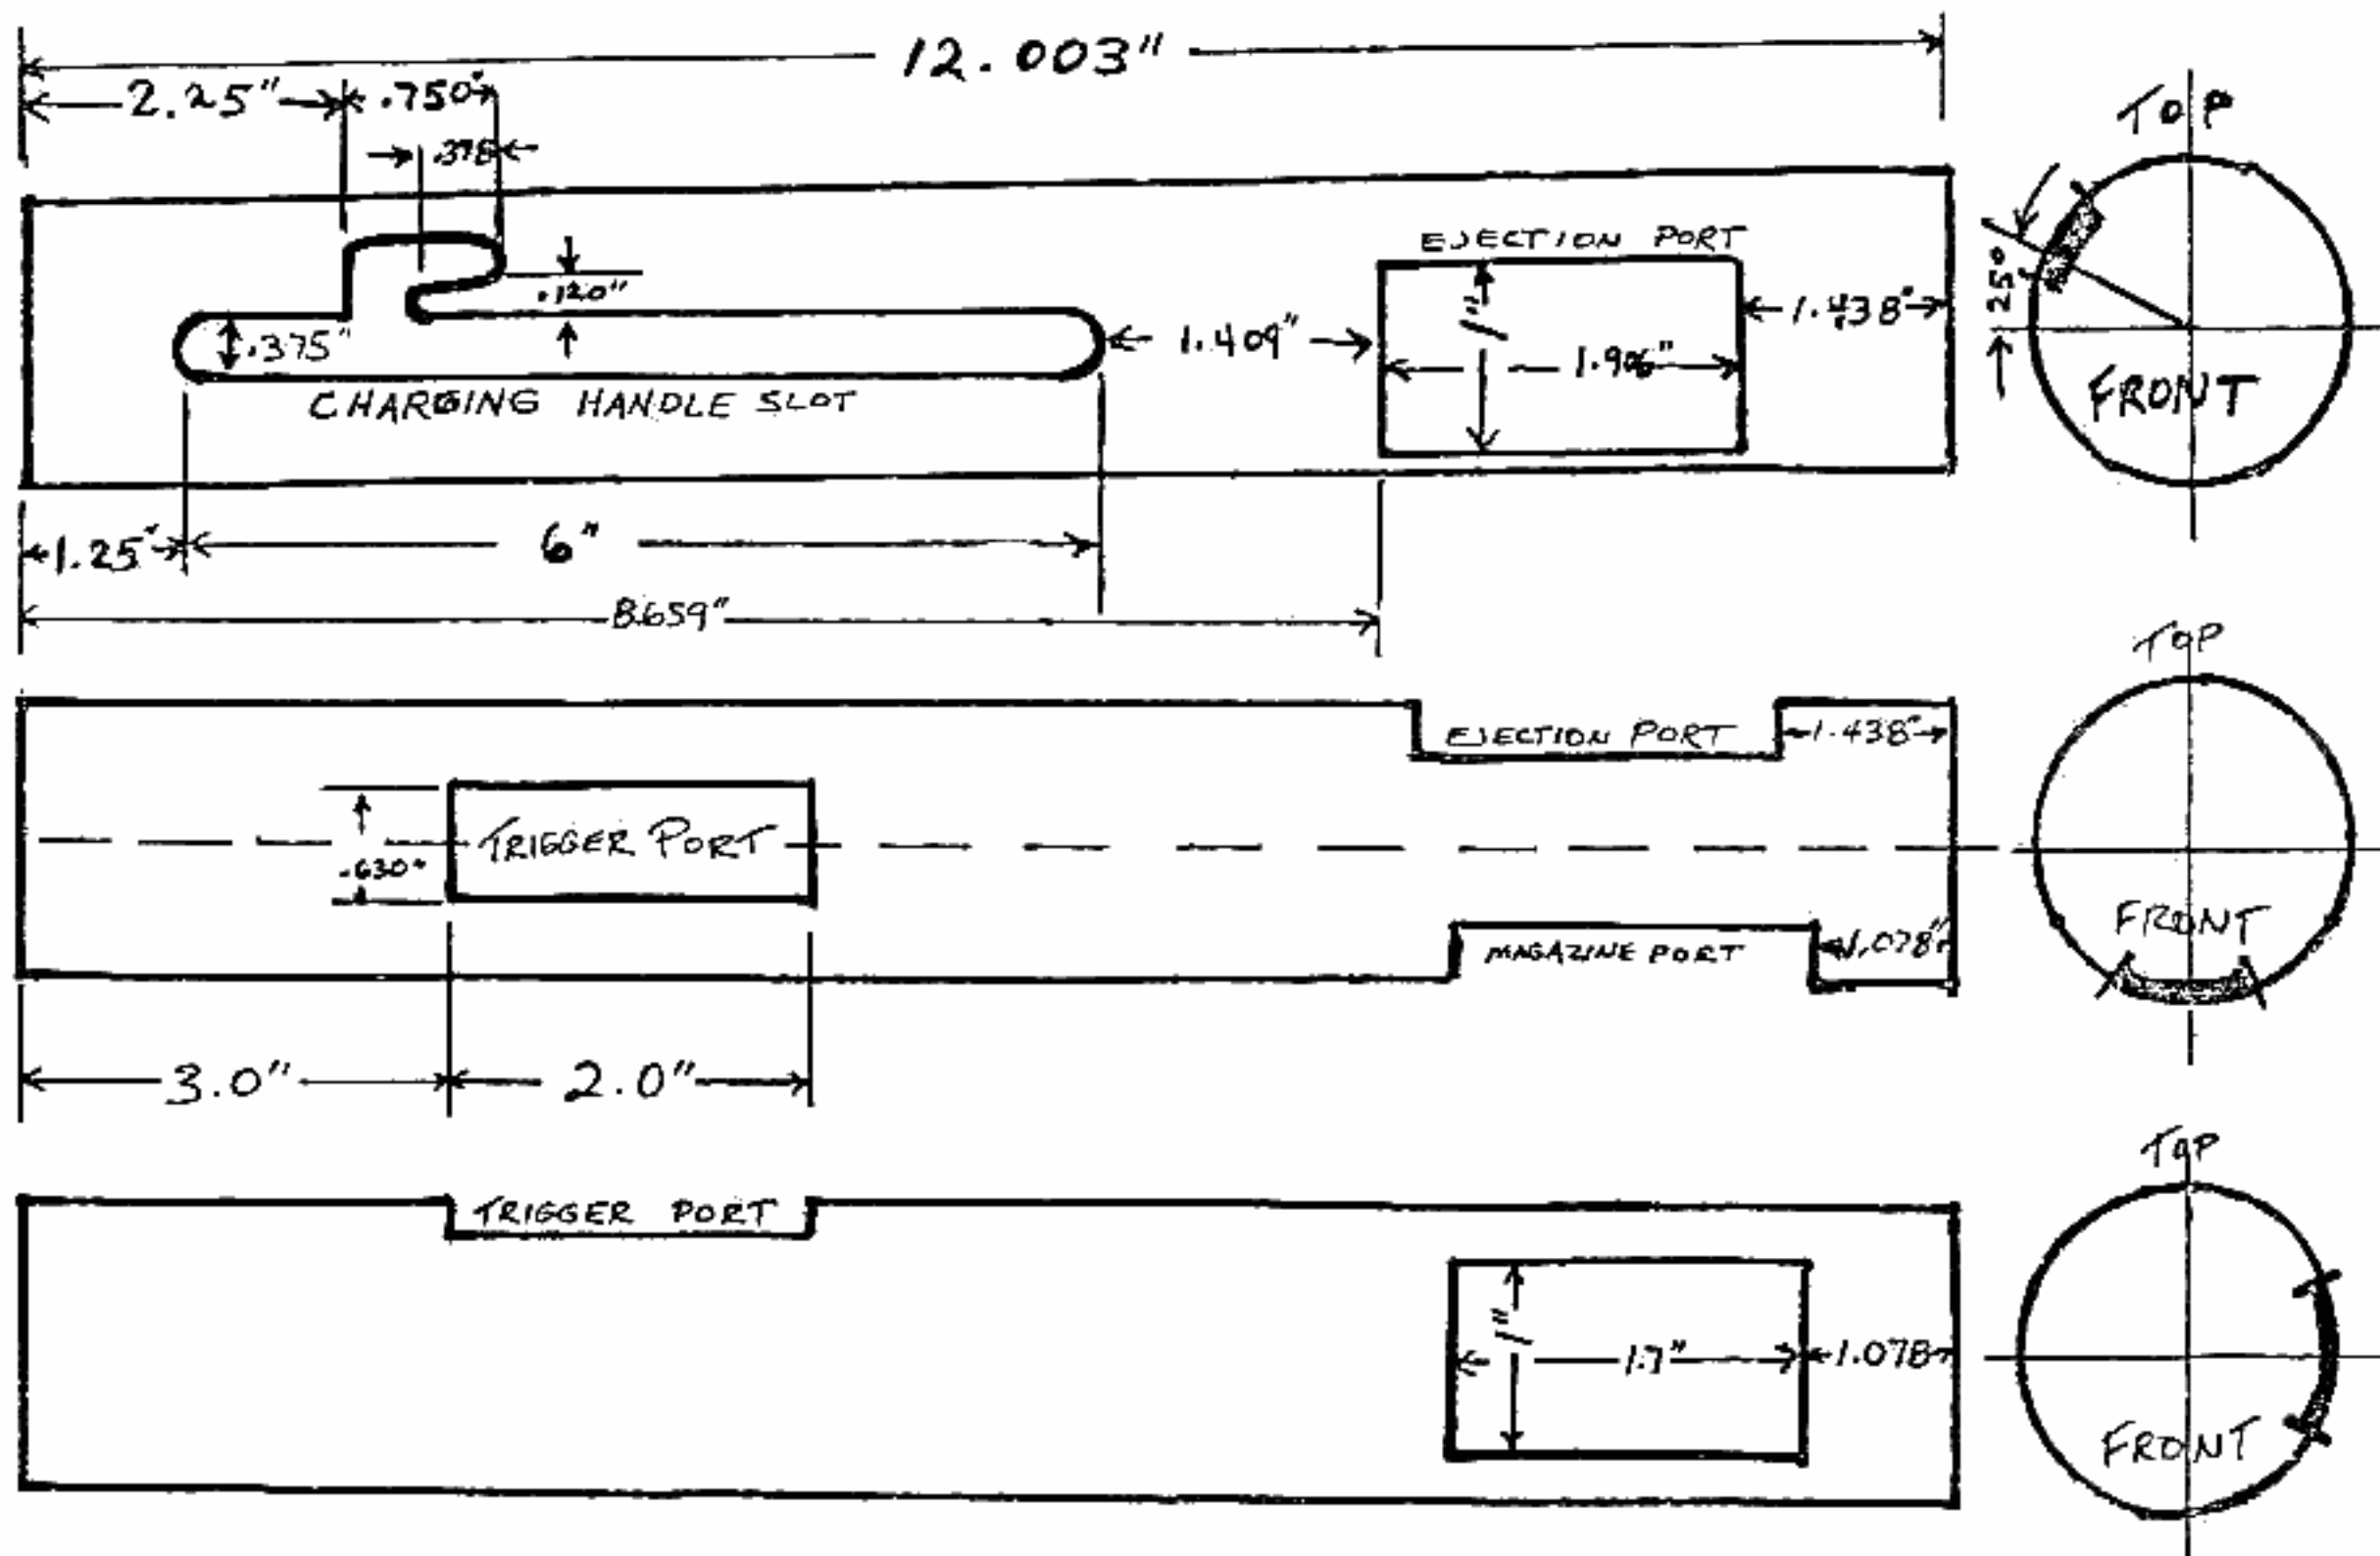 12.003"
2.25" .750"
.378
TOP
EJECTION PORT
.120"
25°
.375" 1.409" 1" 1.438"
1.906"
CHARGING HANDLE SLOT
FRONT
1.25" 6"
8.659"
TOP
EJECTION PORT 1.438"
TRIGGER PORT
.630"
FRONT
MAGAZINE PORT 1.078"
3.0" 2.0"
TOP
TRIGGER PORT
1" 1.7" 1.078
FRONT